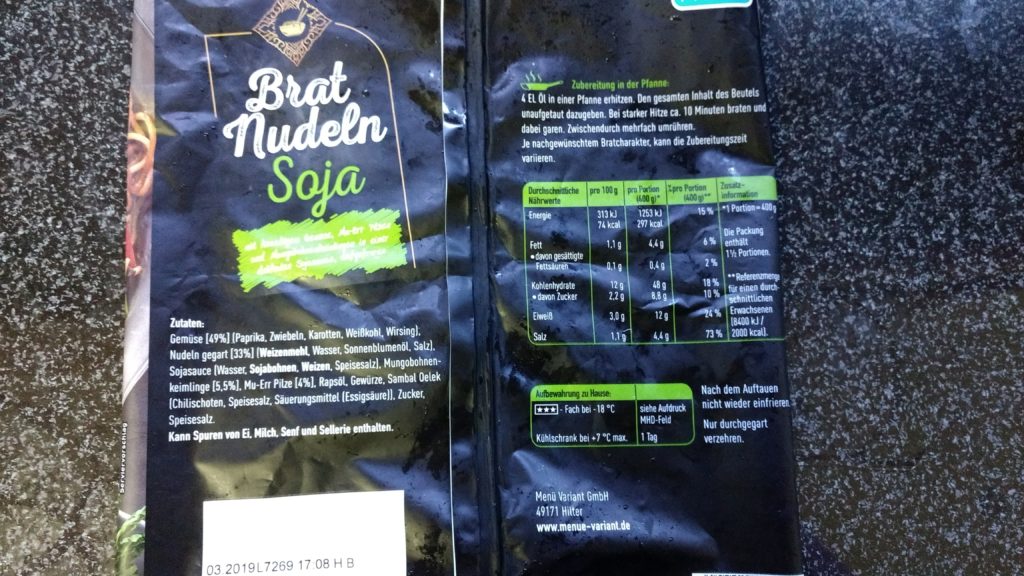 Brat
Nudeln
Soja
Zutaten:
Gemüse [49%] (Paprika, Zwiebeln, Karotten, Weißkohl, Wirsing),
Nudeln gegart [33%] (Weizenmehl, Wasser, Sonnenblumenöl, Salz),
Sojasauce (Wasser, Sojabohnen, Weizen, Speisesalz), Mungobohnen-
keimlinge [5,5%], Mu-Err Pilze [4%], Rapsöl, Gewürze, Sambal Oelek
(Chilischoten, Speisesalz, Säuerungsmittel (Essigsäure)), Zucker,
Speisesalz.
Kann Spuren von Ei, Milch, Senf und Sellerie enthalten.
Serviervorschlag
03.2019 L7269 17:08 H B
Zubereitung in der Pfanne:
4 EL Öl in einer Pfanne erhitzen. Den gesamten Inhalt des Beutels
unaufgetaut dazugeben. Bei starker Hitze ca. 10 Minuten braten und
dabei garen. Zwischendurch mehrfach umrühren.
Je nach gewünschtem Bratcharakter, kann die Zubereitungszeit
variieren.
Durchschnittliche Nährwerte pro 100 g pro Portion (400 g)* %pro Portion (400 g)** Zusatz-information
Energie 313 kJ 1253 kJ 15 %
74 kcal 297 kcal
Fett 1,1 g 4,4 g 6 %
• davon gesättigte
Fettsäuren 0,1 g 0,4 g 2 %
Kohlenhydrate 12 g 48 g 18 %
• davon Zucker 2,2 g 8,8 g 10 %
Eiweiß 3,0 g 12 g 24 %
Salz 1,1 g 4,4 g 73 %
*1 Portion = 400g
Die Packung
enthält
1½ Portionen.
**Referenzmenge
für einen durch-
schnittlichen
Erwachsenen
(8400 kJ /
2000 kcal).
Aufbewahrung zu Hause:
*** - Fach bei -18 °C siehe Aufdruck
MHD-Feld
Kühlschrank bei +7 °C max. 1 Tag
Nach dem Auftauen
nicht wieder einfrieren
Nur durchgegart
verzehren.
Menü Variant GmbH
49171 Hilter
www.menue-variant.de